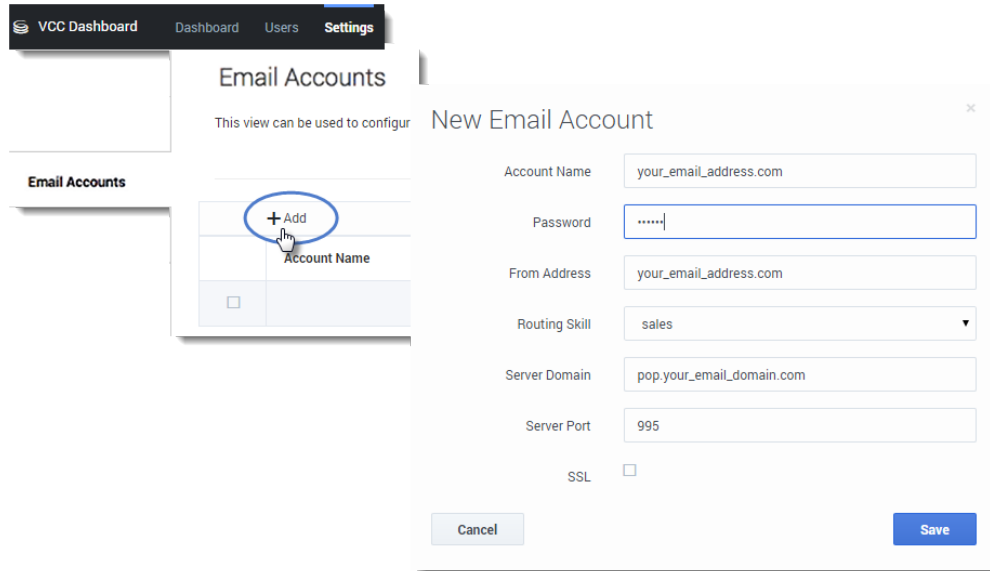 VCC Dashboard Dashboard Users Settings
Email Accounts
This view can be used to configur
Email Accounts
+Add
Account Name
New Email Account
×
Account Name your_email_address.com
Password ••••••
From Address your_email_address.com
Routing Skill sales
Server Domain pop.your_email_domain.com
Server Port 995
SSL
Cancel Save